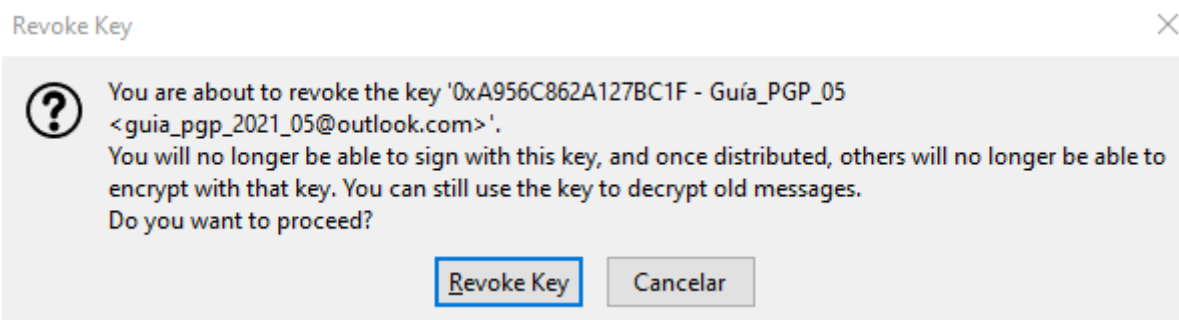 Revoke Key
You are about to revoke the key '0xA956C862A127BC1F - Guía_PGP_05
<guia_pgp_2021_05@outlook.com>'.
You will no longer be able to sign with this key, and once distributed, others will no longer be able to
encrypt with that key. You can still use the key to decrypt old messages.
Do you want to proceed?
Revoke Key
Cancelar